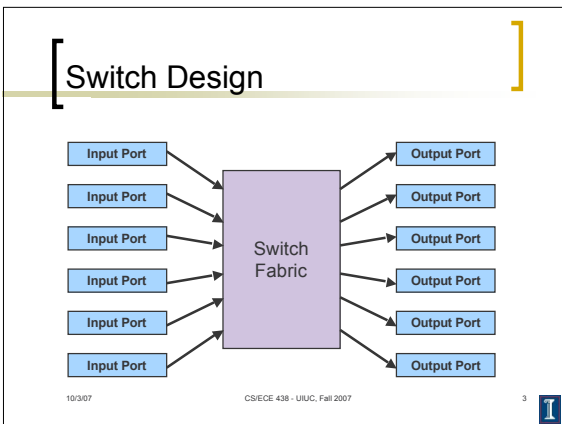 Switch Design
Input Port
Output Port
Input Port
Output Port
Input Port
Output Port
Switch
Fabric
Input Port
Output Port
Input Port
Output Port
Input Port
Output Port
10/3/07
CS/ECE 438 - UIUC, Fall 2007
3
I